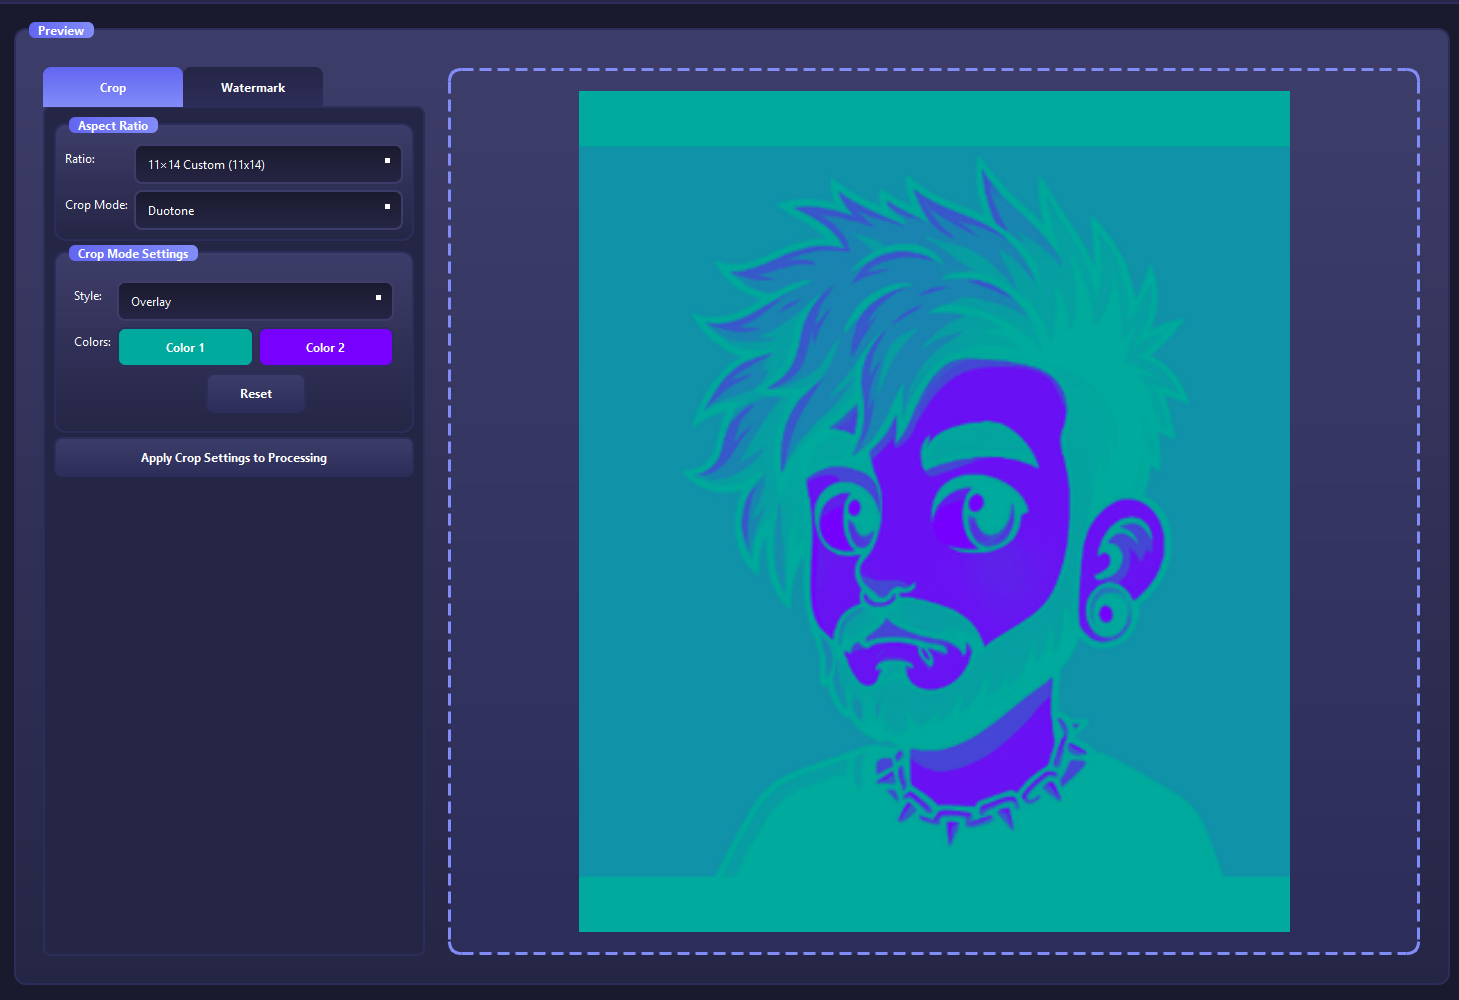 Preview
Crop
Watermark
Aspect Ratio
Ratio:
11×14 Custom (11x14)
Crop Mode:
Duotone
Crop Mode Settings
Style:
Overlay
Colors:
Color 1
Color 2
Reset
Apply Crop Settings to Processing